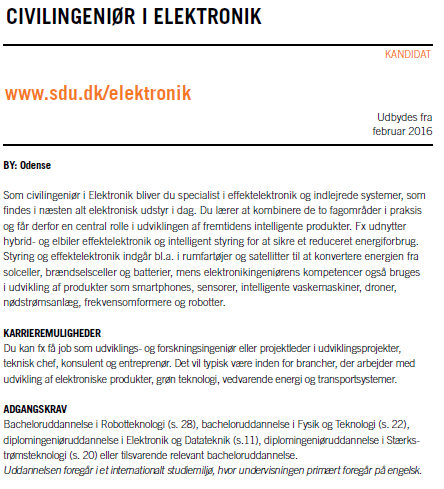 CIVILINGENIØR I ELEKTRONIK
KANDIDAT
www.sdu.dk/elektronik
Udbydes fra
februar 2016
BY: Odense
Som civilingeniør i Elektronik bliver du specialist i effektelektronik og indlejrede systemer, som
findes i næsten alt elektronisk udstyr i dag. Du lærer at kombinere de to fagområder i praksis
og får derfor en central rolle i udviklingen af fremtidens intelligente produkter. Fx udnytter
hybrid- og elbiler effektelektronik og intelligent styring for at sikre et reduceret energiforbrug.
Styring og effektelektronik indgår bl.a. i rumfartøjer og satellitter til at konvertere energien fra
solceller, brændselsceller og batterier, mens elektronikingeniørens kompetencer også bruges
i udvikling af produkter som smartphones, sensorer, intelligente vaskemaskiner, droner,
nødstrømsanlæg, frekvensomformere og robotter.
KARRIEREMULIGHEDER
Du kan fx få job som udviklings- og forskningsingeniør eller projektleder i udviklingsprojekter,
teknisk chef, konsulent og entreprenør. Det vil typisk være inden for brancher, der arbejder med
udvikling af elektroniske produkter, grøn teknologi, vedvarende energi og transportsystemer.
ADGANGSKRAV
Bacheloruddannelse i Robotteknologi (s. 28), bacheloruddannelse i Fysik og Teknologi (s. 22),
diplomingeniøruddannelse i Elektronik og Datateknik (s.11), diplomingeniøruddannelse i Stærk-
strømsteknologi (s. 20) eller tilsvarende relevant bacheloruddannelse.
Uddannelsen foregår i et internationalt studiemiljø, hvor undervisningen primært foregår på engelsk.